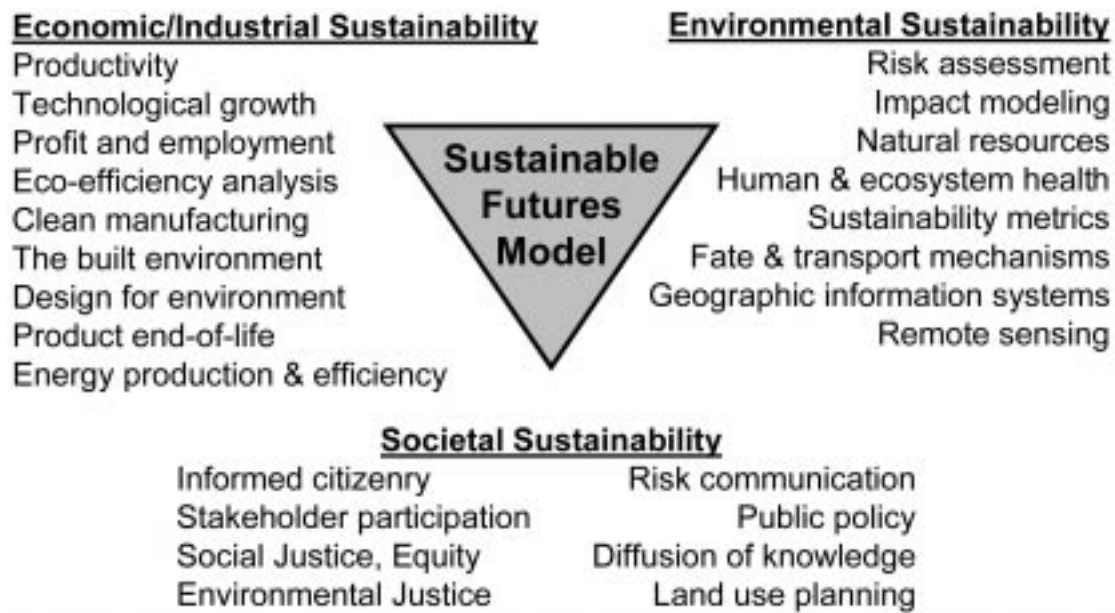 Economic/Industrial Sustainability
Productivity
Technological growth
Profit and employment
Eco-efficiency analysis
Clean manufacturing
The built environment
Design for environment
Product end-of-life
Energy production & efficiency
Sustainable
Futures
Model
Environmental Sustainability
Risk assessment
Impact modeling
Natural resources
Human & ecosystem health
Sustainability metrics
Fate & transport mechanisms
Geographic information systems
Remote sensing
Societal Sustainability
Informed citizenry
Stakeholder participation
Social Justice, Equity
Environmental Justice
Risk communication
Public policy
Diffusion of knowledge
Land use planning